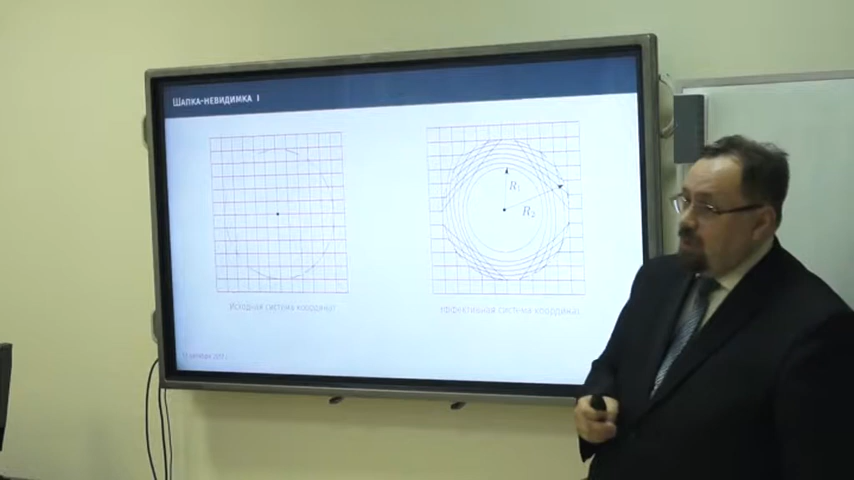 Шапка-невидимка I
R₁
R₂
Исходная система координат
Эффективная система координат